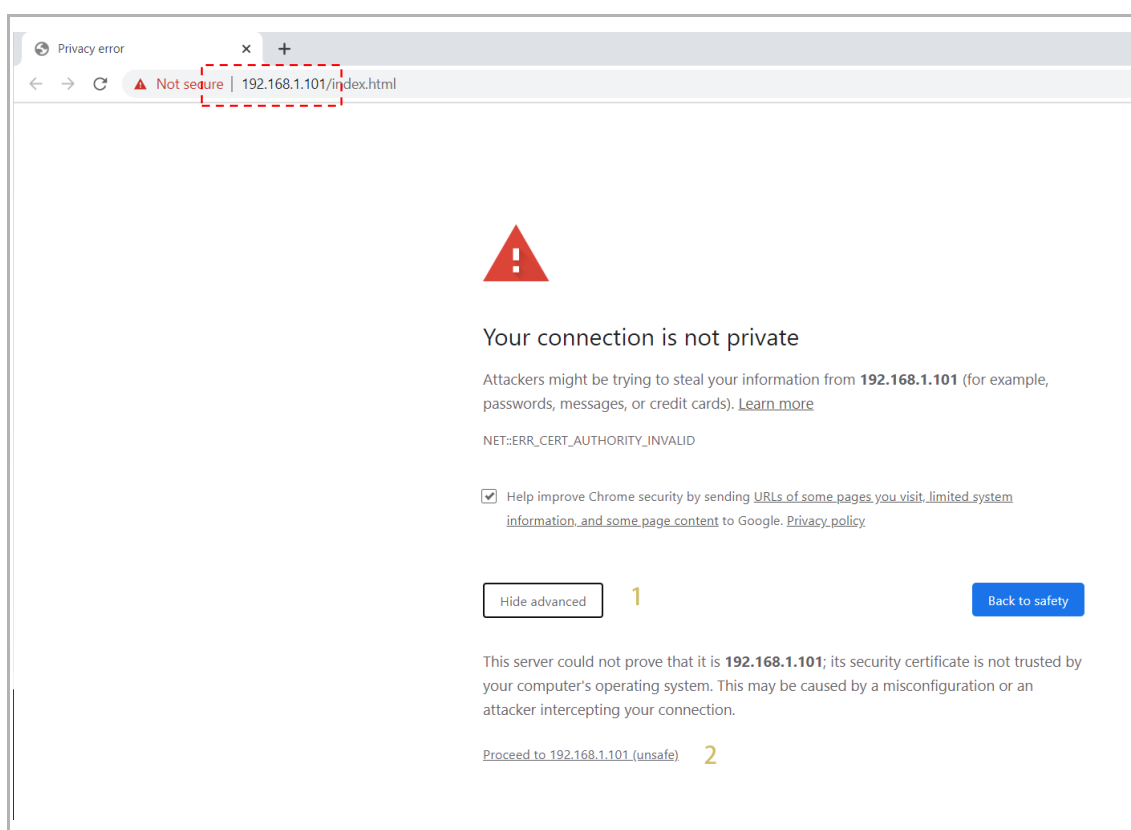 Privacy error
Not secure | 192.168.1.101/index.html
Your connection is not private
Attackers might be trying to steal your information from 192.168.1.101 (for example,
passwords, messages, or credit cards). Learn more
NET::ERR_CERT_AUTHORITY_INVALID
Help improve Chrome security by sending URLs of some pages you visit, limited system
information, and some page content to Google. Privacy policy
Hide advanced 1 Back to safety
This server could not prove that it is 192.168.1.101; its security certificate is not trusted by
your computer's operating system. This may be caused by a misconfiguration or an
attacker intercepting your connection.
Proceed to 192.168.1.101 (unsafe) 2